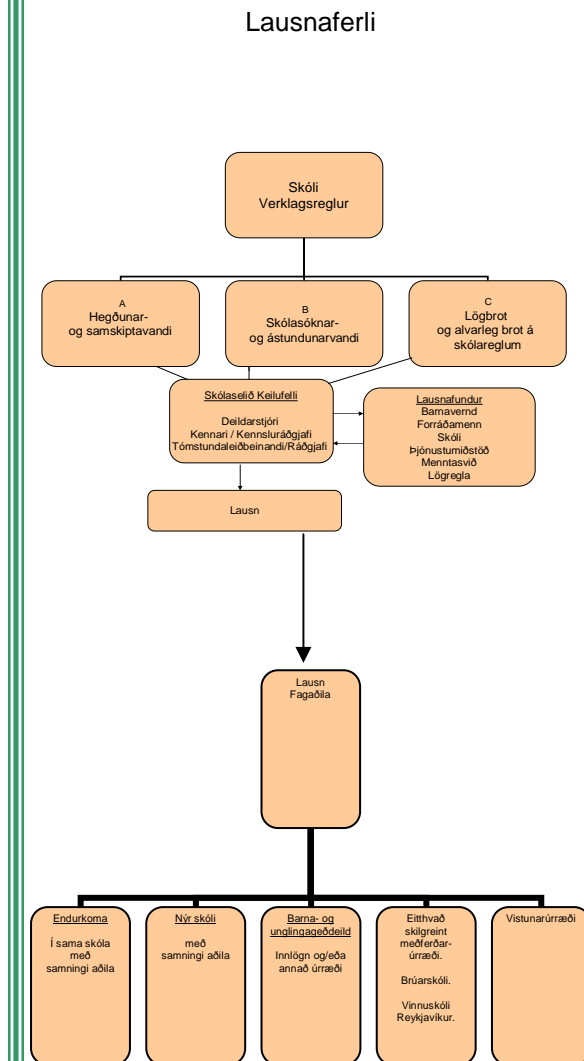 Lausnaferli
Skóli
Verklagsreglur
A
Hegðunar-
og samskiptavandi
B
Skólasóknar-
og ástundunarvandi
C
Lögbrot
og alvarleg brot á
skólareglum
Skólaselið Keilufelli
Deildarstjóri
Kennari / Kennsluráðgjafi
Tómstundaleiðbeinandi/Ráðgjafi
Lausnafundur
Barnavernd
Forráðamenn
Skóli
Þjónustumiðstöð
Menntasvið
Lögregla
Lausn
Lausn
Fagaðila
Endurkoma
Í sama skóla
með
samningi aðila
Nýr skóli
með
samningi aðila
Barna- og
unglingageðdeild
Innlögn og/eða
annað úrræði
Eitthvað
skilgreint
meðferðar-
úrræði.
Brúarskóli.
Vinnuskóli
Reykjavíkur.
Vistunarúrræði